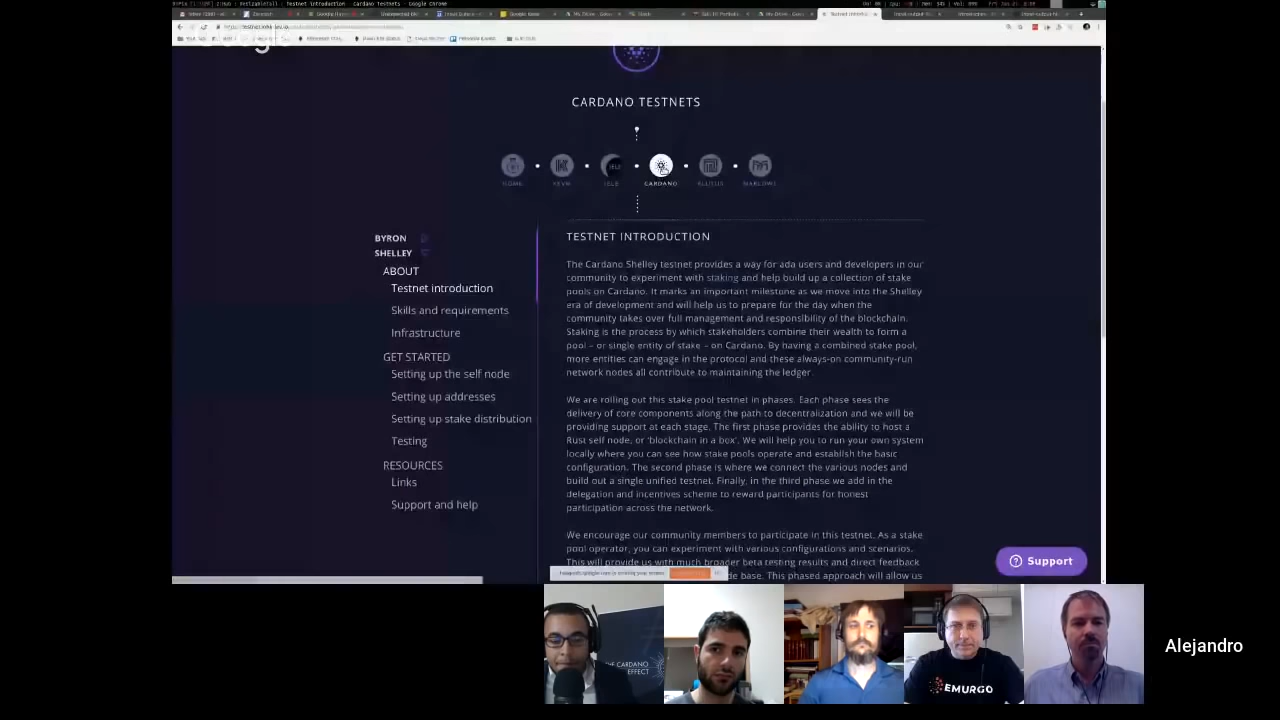 Google
CARDANO TESTNETS
HOME
KEVM
IELE
CARDANO
PLUTUS
MARLOWE
BYRON
SHELLEY
ABOUT
Testnet introduction
Skills and requirements
Infrastructure
GET STARTED
Setting up the self node
Setting up addresses
Setting up stake distribution
Testing
RESOURCES
Links
Support and help
TESTNET INTRODUCTION
The Cardano Shelley testnet provides a way for ada users and developers in our
community to experiment with staking and help build up a collection of stake
pools on Cardano. It marks an important milestone as we move into the Shelley
era of development and will help us to prepare for the day when the
community takes over full management and responsibility of the blockchain.
Staking is the process by which stakeholders combine their wealth to form a
pool – or single entity of stake – on Cardano. By having a combined stake pool,
more entities can engage in the protocol and these always-on community-run
network nodes all contribute to maintaining the ledger.
We are rolling out this stake pool testnet in phases. Each phase sees the
delivery of core components along the path to decentralization and we will be
providing support at each stage. The first phase provides the ability to host a
Rust self node, or 'blockchain in a box'. We will help you to run your own system
locally where you can see how stake pools operate and establish the basic
configuration. The second phase is where we connect the various nodes and
build out a single unified testnet. Finally, in the third phase we add in the
delegation and incentives scheme to reward participants for honest
participation across the network.
We encourage our community members to participate in this testnet. As a stake
pool operator, you can experiment with various configurations and scenarios.
This will provide us with much broader beta testing results and direct feedback
de base. This phased approach will allow us
Support
THE CARDANO
EFFECT
EMURGO
Alejandro